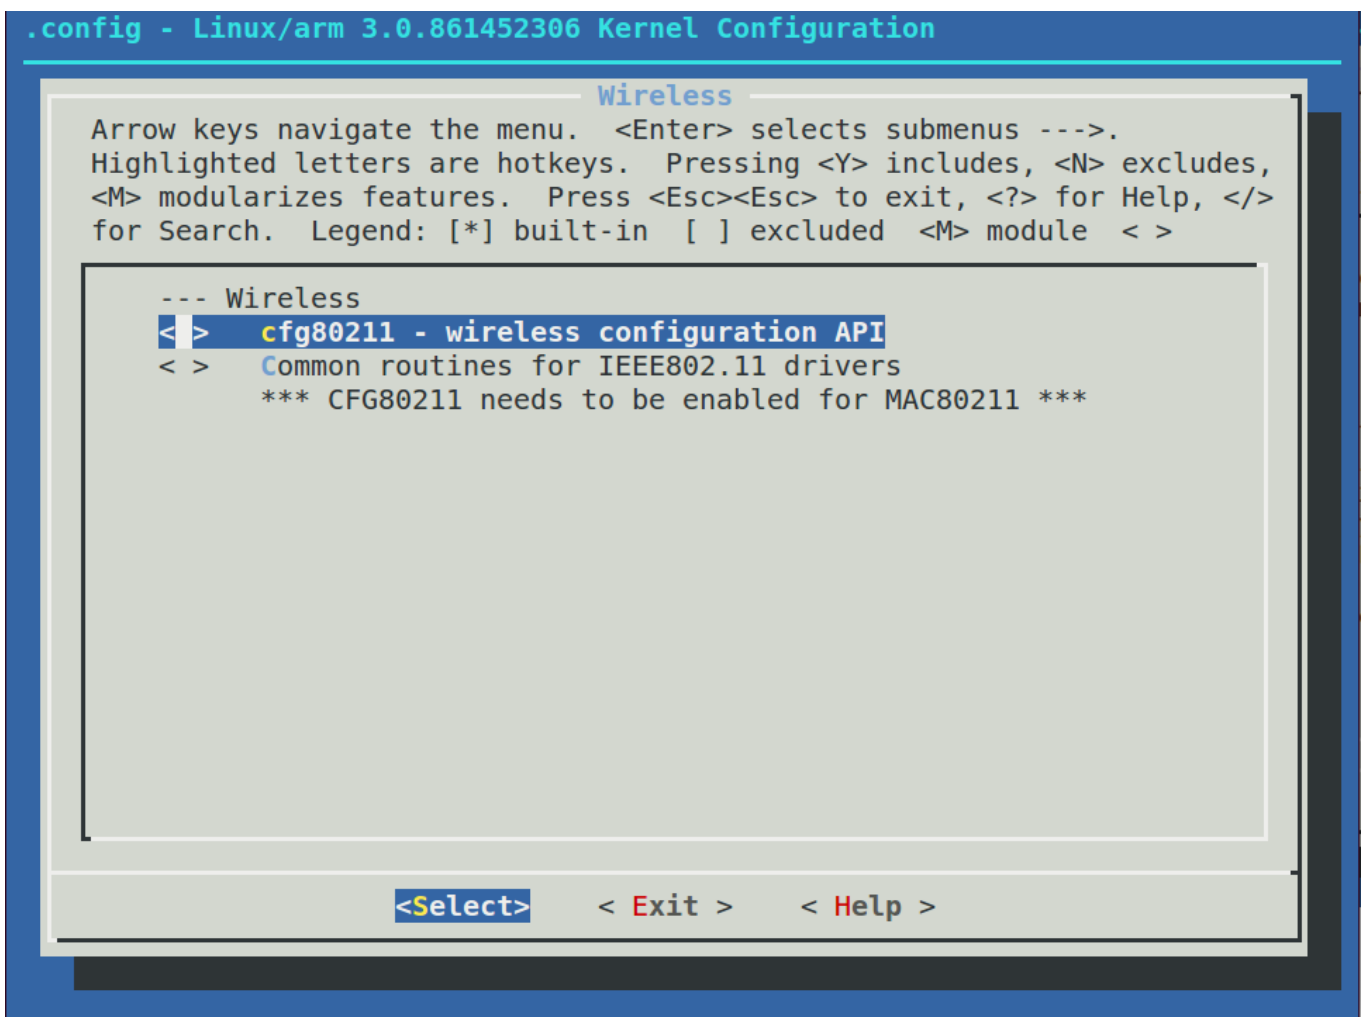 .config - Linux/arm 3.0.861452306 Kernel Configuration
Wireless
Arrow keys navigate the menu.  <Enter> selects submenus --->.
Highlighted letters are hotkeys.  Pressing <Y> includes, <N> excludes,
<M> modularizes features.  Press <Esc><Esc> to exit, <?> for Help, </>
for Search.  Legend: [*] built-in  [ ] excluded  <M> module  < >
--- Wireless
< >   cfg80211 - wireless configuration API
< >   Common routines for IEEE802.11 drivers
*** CFG80211 needs to be enabled for MAC80211 ***
<Select>    < Exit >    < Help >